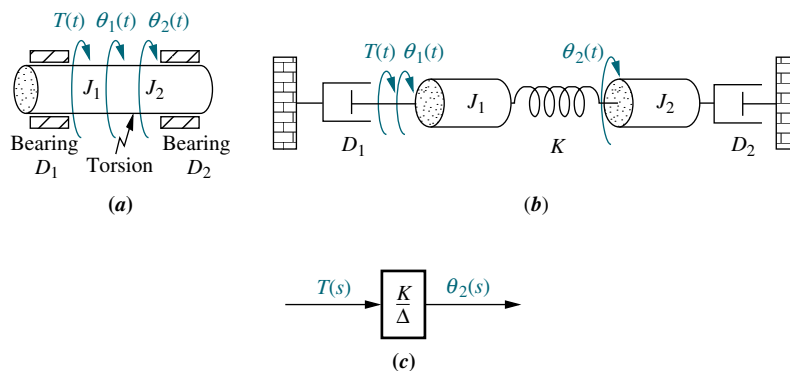 T(t) θ1(t) θ2(t)
J1 J2
Bearing
D1
Torsion
Bearing
D2
(a)
T(t) θ1(t)
θ2(t)
J1
J2
D1
K
D2
(b)
T(s)
K
Δ
θ2(s)
(c)